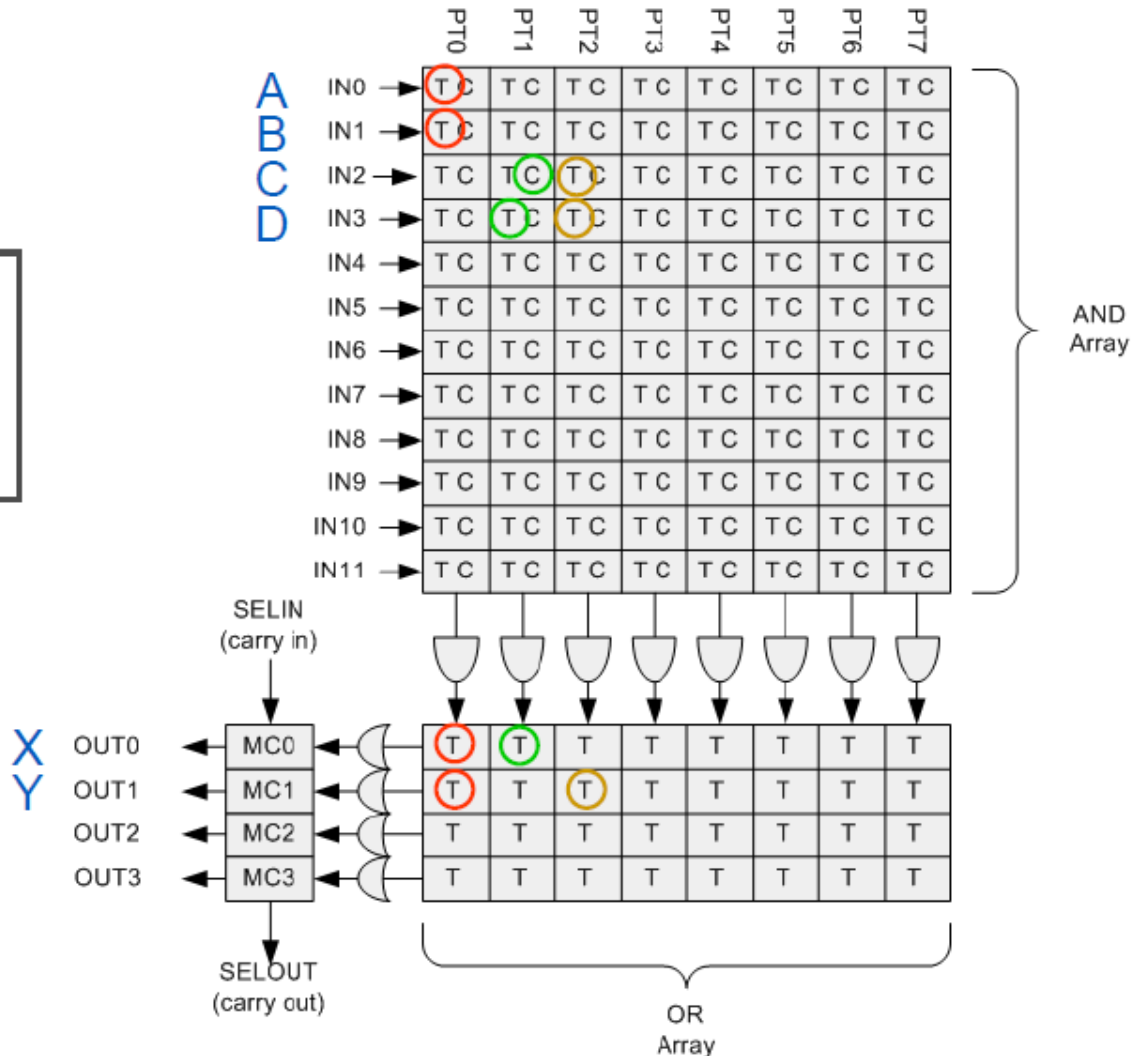 PT0 PT1 PT2 PT3 PT4 PT5 PT6 PT7
A IN0 T C T C T C T C T C T C T C T C
B IN1 T C T C T C T C T C T C T C T C
C IN2 T C T C T C T C T C T C T C T C
D IN3 T C T C T C T C T C T C T C T C
IN4 T C T C T C T C T C T C T C T C
IN5 T C T C T C T C T C T C T C T C
IN6 T C T C T C T C T C T C T C T C
IN7 T C T C T C T C T C T C T C T C
IN8 T C T C T C T C T C T C T C T C
IN9 T C T C T C T C T C T C T C T C
IN10 T C T C T C T C T C T C T C T C
IN11 T C T C T C T C T C T C T C T C
AND
Array
SELIN
(carry in)
X OUT0 MC0 T T T T T T T T
Y OUT1 MC1 T T T T T T T T
OUT2 MC2 T T T T T T T T
OUT3 MC3 T T T T T T T T
SELOUT
(carry out)
OR
Array